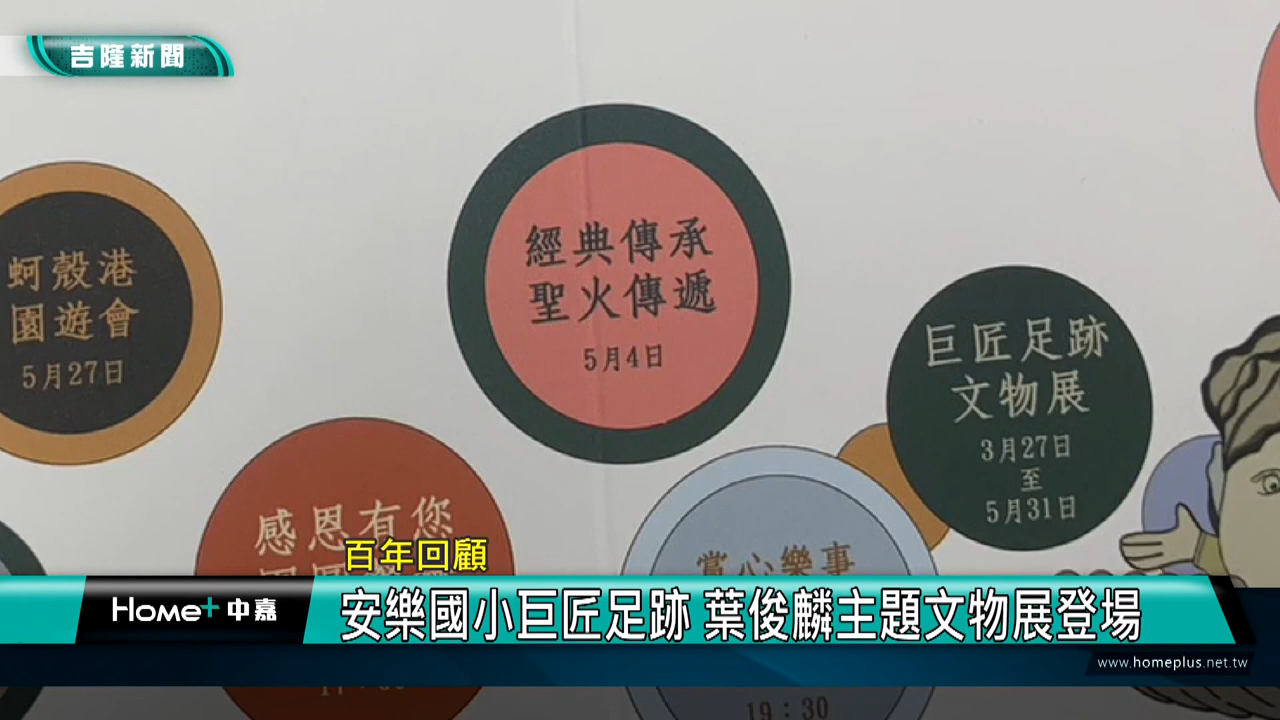 吉隆新聞
經典傳承
聖火傳遞
5月4日
蚵殼港
園遊會
5月27日
巨匠足跡
文物展
3月27日
至
5月31日
感恩有您
賞心樂事
19：30
百年回顧
Home+中嘉
安樂國小巨匠足跡 葉俊麟主題文物展登場
www.homeplus.net.tw